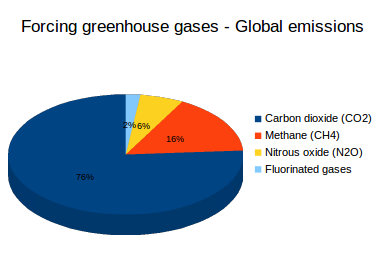 Forcing greenhouse gases - Global emissions
2%
6%
16%
76%
Carbon dioxide (CO2)
Methane (CH4)
Nitrous oxide (N2O)
Fluorinated gases